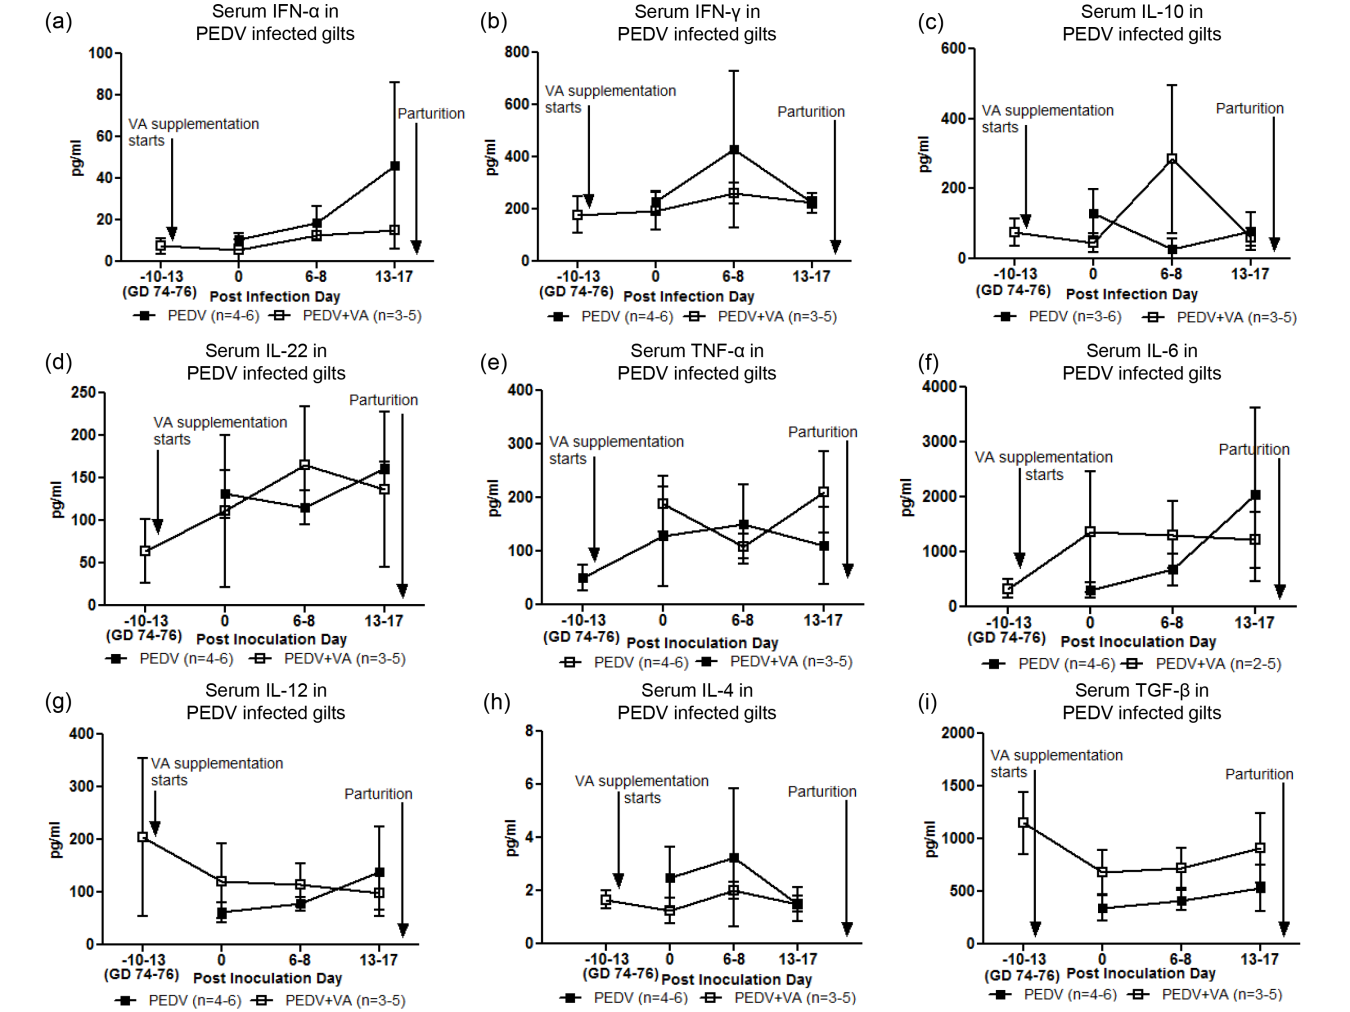 (a)
Serum IFN-α in
PEDV infected gilts
100
80
60
40
20
0
pg/ml
VA supplementation
starts
Parturition
-10-13
(GD 74-76)
0
6-8
13-17
Post Infection Day
PEDV (n=4-6)
PEDV+VA (n=3-5)
(b)
Serum IFN-γ in
PEDV infected gilts
800
600
400
200
0
pg/ml
VA supplementation
starts
Parturition
-10-13
(GD 74-76)
0
6-8
13-17
Post Infection Day
PEDV (n=4-6)
PEDV+VA (n=3-5)
(c)
Serum IL-10 in
PEDV infected gilts
600
400
200
0
pg/ml
VA supplementation
starts
Parturition
-10-13
(GD 74-76)
0
6-8
13-17
Post Infection Day
PEDV (n=3-6)
PEDV+VA (n=3-5)
(d)
Serum IL-22 in
PEDV infected gilts
250
200
150
100
50
0
pg/ml
VA supplementation
starts
Parturition
-10-13
(GD 74-76)
0
6-8
13-17
Post Inoculation Day
PEDV (n=4-6)
PEDV+VA (n=3-5)
(e)
Serum TNF-α in
PEDV infected gilts
400
300
200
100
0
pg/ml
VA supplementation
starts
Parturition
-10-13
(GD 74-76)
0
6-8
13-17
Post Inoculation Day
PEDV (n=4-6)
PEDV+VA (n=3-5)
(f)
Serum IL-6 in
PEDV infected gilts
4000
3000
2000
1000
0
pg/ml
VA supplementation
starts
Parturition
-10-13
(GD 74-76)
0
6-8
13-17
Post Inoculation Day
PEDV (n=4-6)
PEDV+VA (n=2-5)
(g)
Serum IL-12 in
PEDV infected gilts
400
300
200
100
0
pg/ml
VA supplementation
starts
Parturition
-10-13
(GD 74-76)
0
6-8
13-17
Post Inoculation Day
PEDV (n=4-6)
PEDV+VA (n=3-5)
(h)
Serum IL-4 in
PEDV infected gilts
8
6
4
2
0
pg/ml
VA supplementation
starts
Parturition
-10-13
(GD 74-76)
0
6-8
13-17
Post Inoculation Day
PEDV (n=4-6)
PEDV+VA (n=3-5)
(i)
Serum TGF-β in
PEDV infected gilts
2000
1500
1000
500
0
pg/ml
VA supplementation
starts
Parturition
-10-13
(GD 74-76)
0
6-8
13-17
Post Inoculation Day
PEDV (n=4-6)
PEDV+VA (n=3-5)